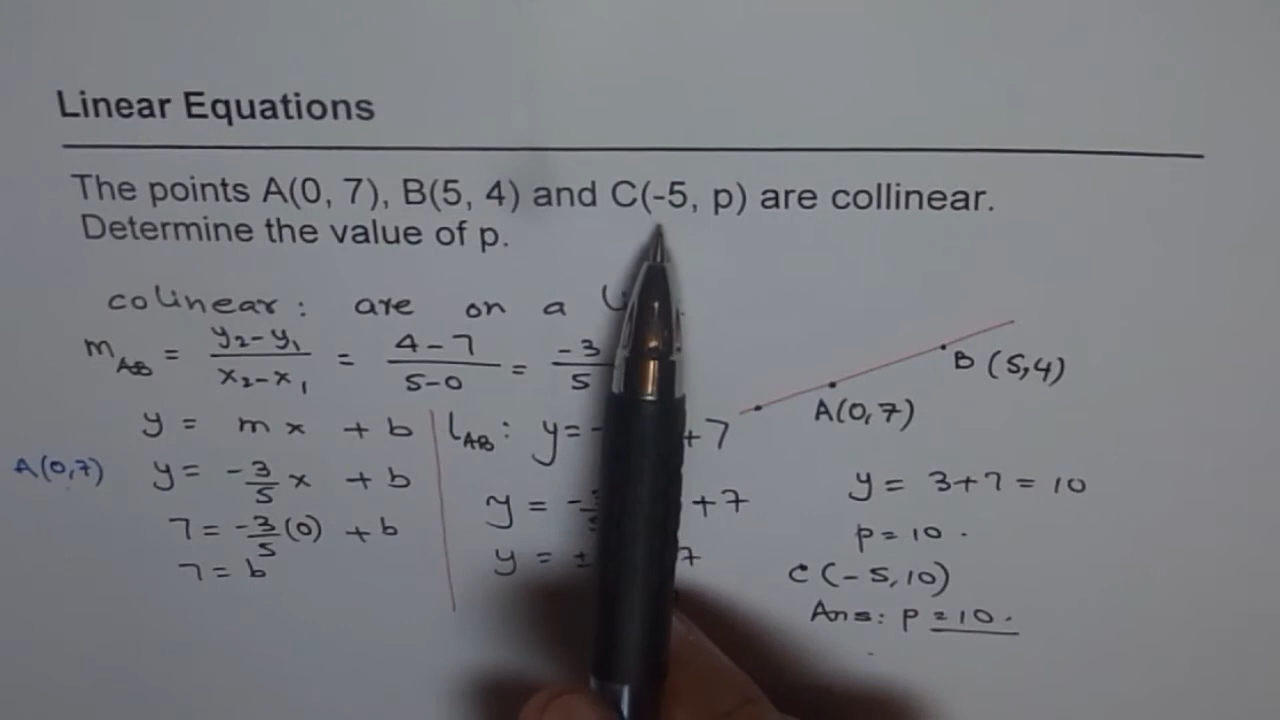 Linear Equations
The points A(0, 7), B(5, 4) and C(-5, p) are collinear.
Determine the value of p.
colinear: are on a
m_AB = (y₂-y₁)/(x₂-x₁) = (4-7)/(5-0) = -3/5
B (5,4)
A(0,7)
y = mx + b
A(0,7) y = -3/5 x + b
7 = -3/5 (0) + b
7 = b
l_AB: y = - +7
y = - +7
y = ± 7
y = 3+7 = 10
p = 10.
C (-5,10)
Ans: p = 10.